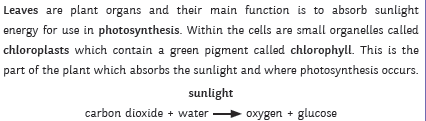 Leaves are plant organs and their main function is to absorb sunlight
energy for use in photosynthesis. Within the cells are small organelles called
chloroplasts which contain a green pigment called chlorophyll. This is the
part of the plant which absorbs the sunlight and where photosynthesis occurs.
sunlight
carbon dioxide + water ⟶ oxygen + glucose